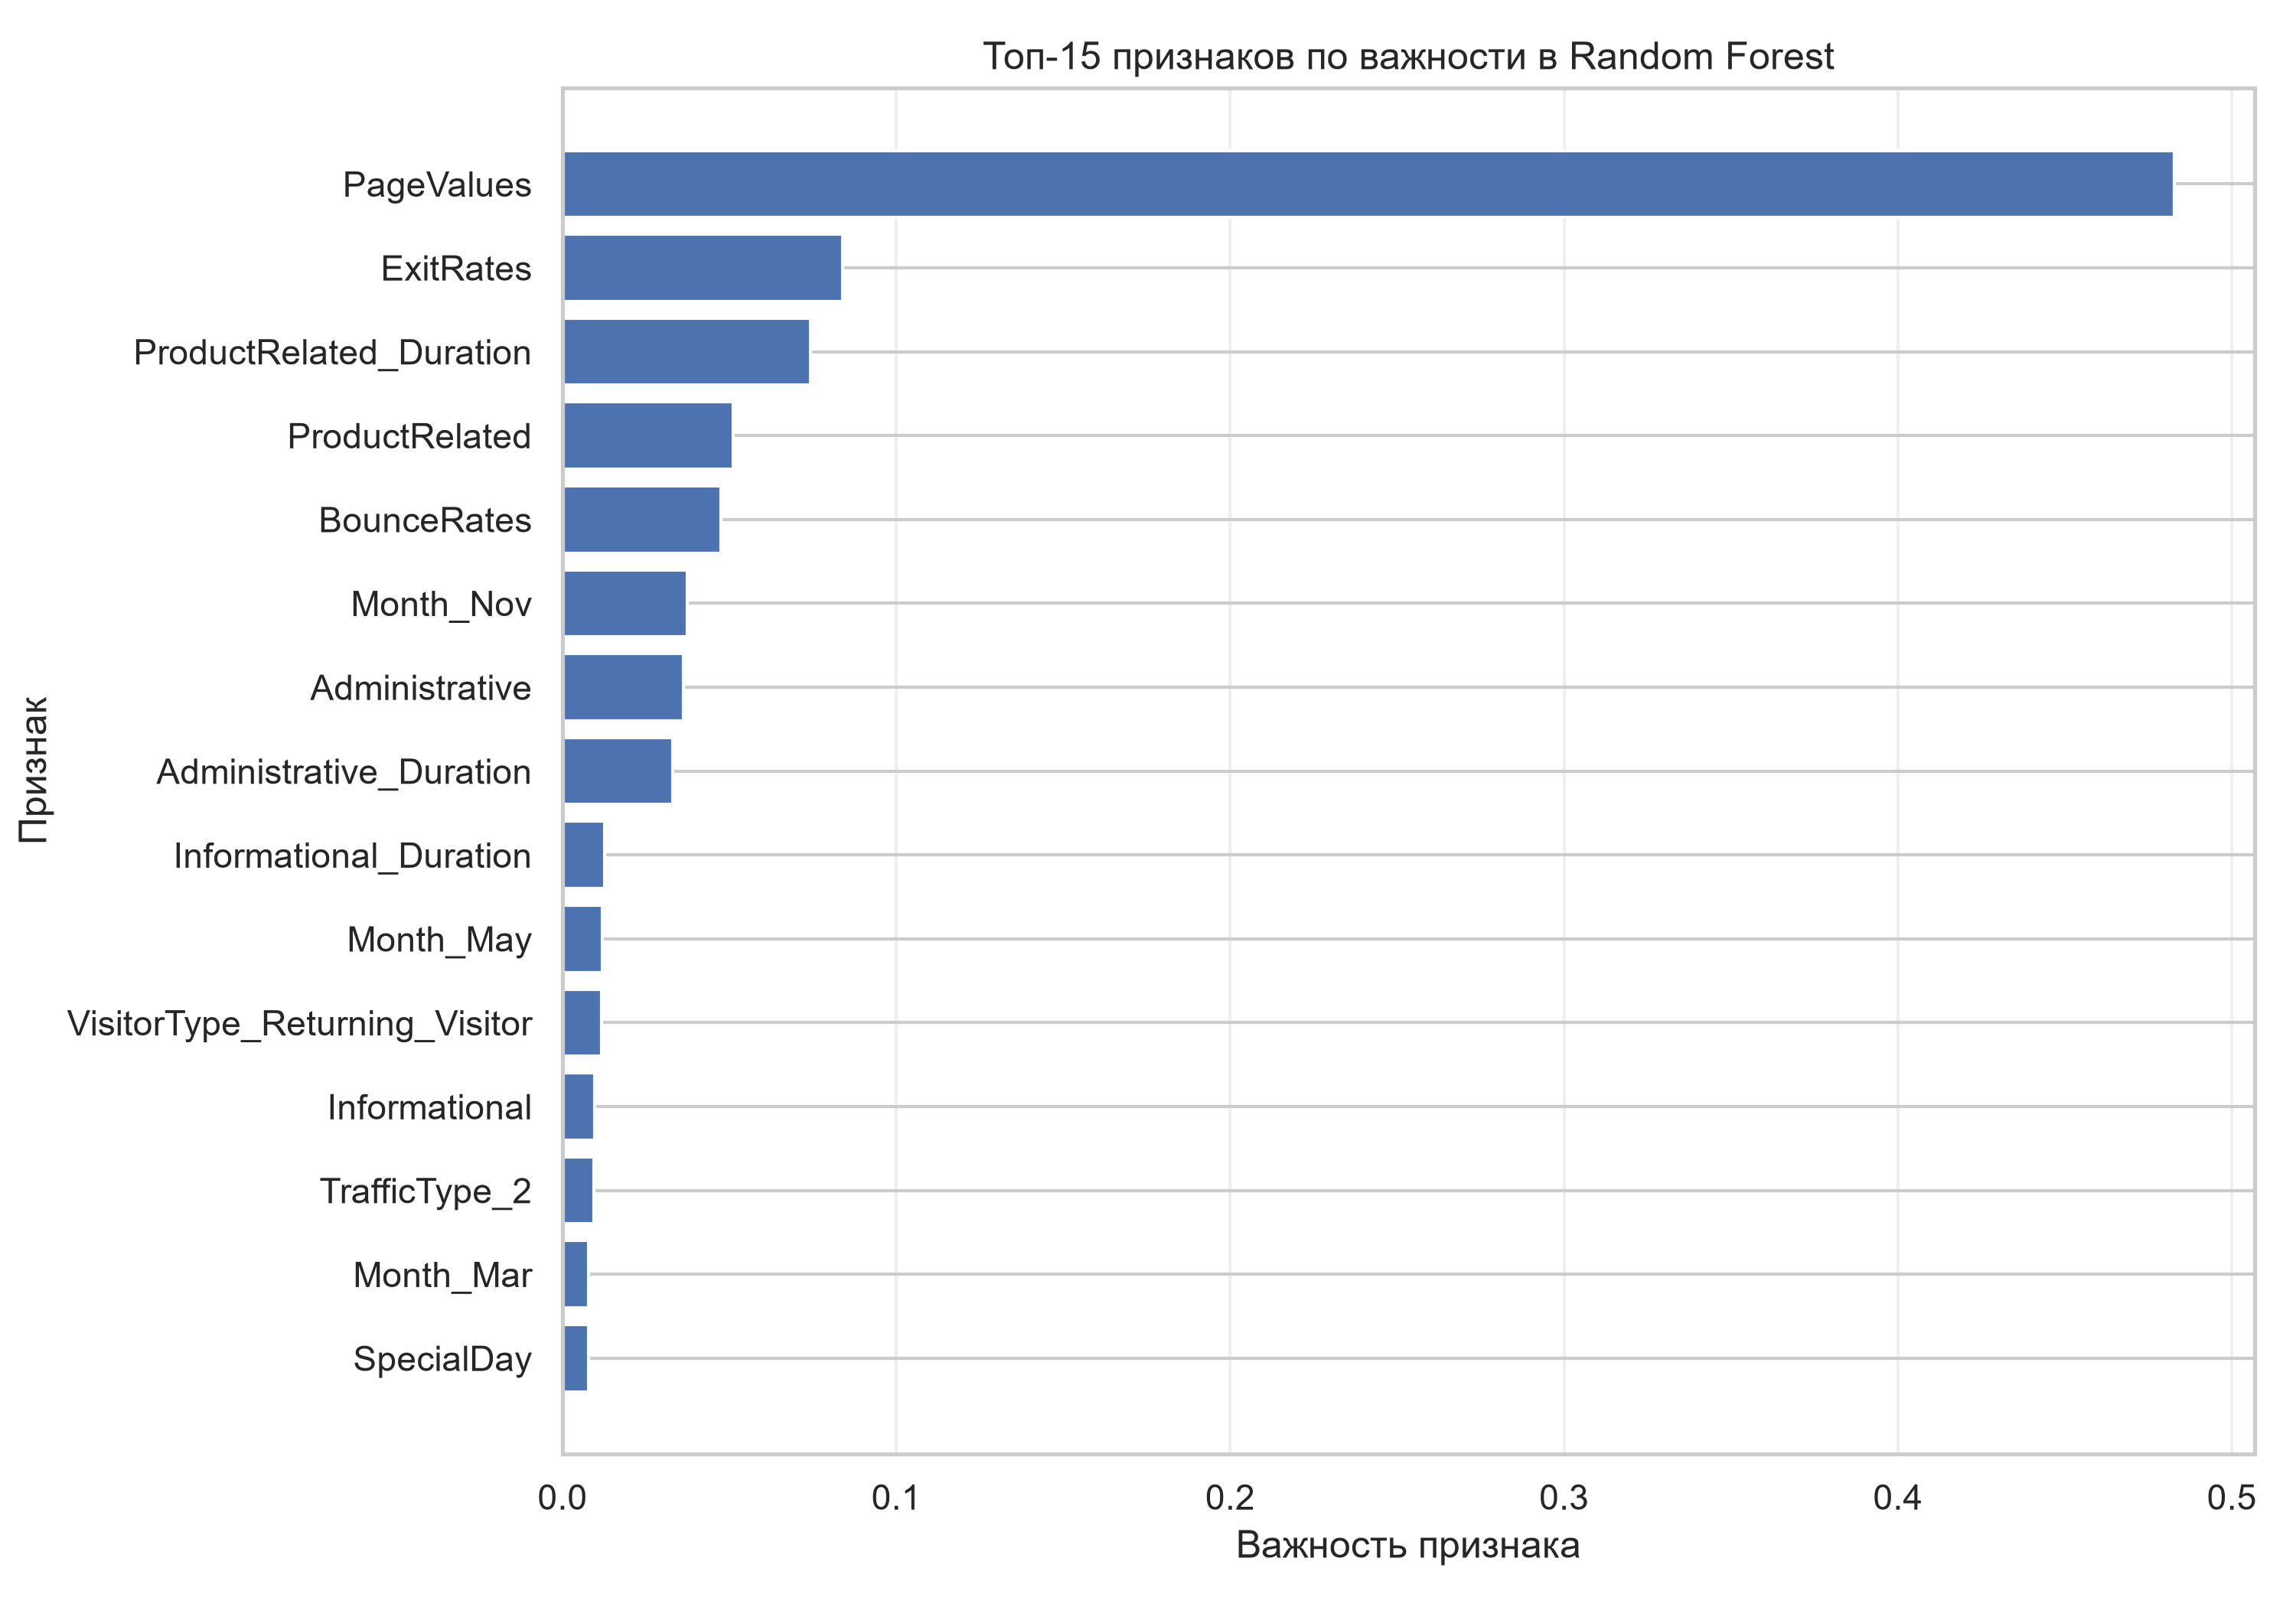 Топ-15 признаков по важности в Random Forest
PageValues
ExitRates
ProductRelated_Duration
ProductRelated
BounceRates
Month_Nov
Administrative
Administrative_Duration
Informational_Duration
Month_May
VisitorType_Returning_Visitor
Informational
TrafficType_2
Month_Mar
SpecialDay
Признак
0.0 0.1 0.2 0.3 0.4 0.5
Важность признака